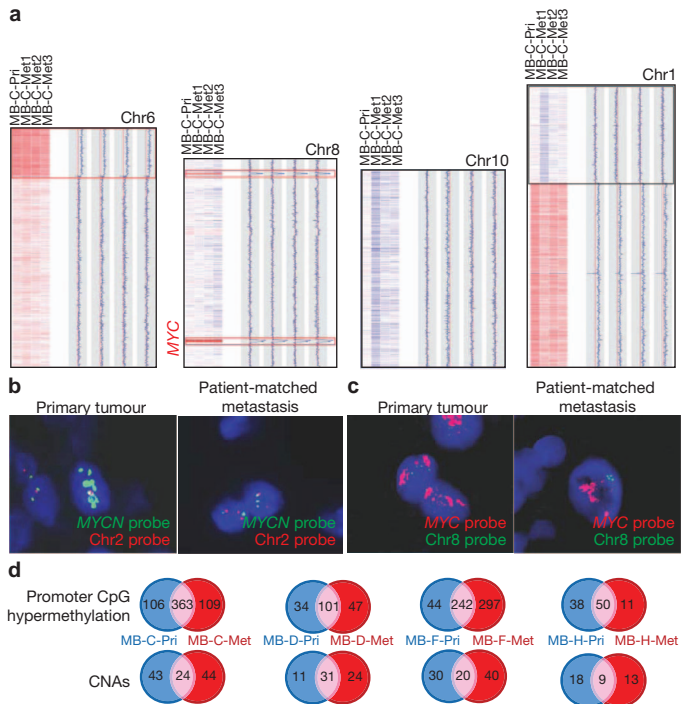 a
MB-C-Pri
MB-C-Met1
MB-C-Met2
MB-C-Met3
Chr6
MB-C-Pri
MB-C-Met1
MB-C-Met2
MB-C-Met3
Chr8
MYC
MB-C-Pri
MB-C-Met1
MB-C-Met2
MB-C-Met3
Chr10
MB-C-Pri
MB-C-Met1
MB-C-Met2
MB-C-Met3
Chr1
b
Primary tumour
Patient-matched
metastasis
MYCN probe
Chr2 probe
MYCN probe
Chr2 probe
c
Primary tumour
Patient-matched
metastasis
MYC probe
Chr8 probe
MYC probe
Chr8 probe
d
Promoter CpG
hypermethylation
106 363 109
34 101 47
44 242 297
38 50 11
MB-C-Pri MB-C-Met
MB-D-Pri MB-D-Met
MB-F-Pri MB-F-Met
MB-H-Pri MB-H-Met
CNAs
43 24 44
11 31 24
30 20 40
18 9 13